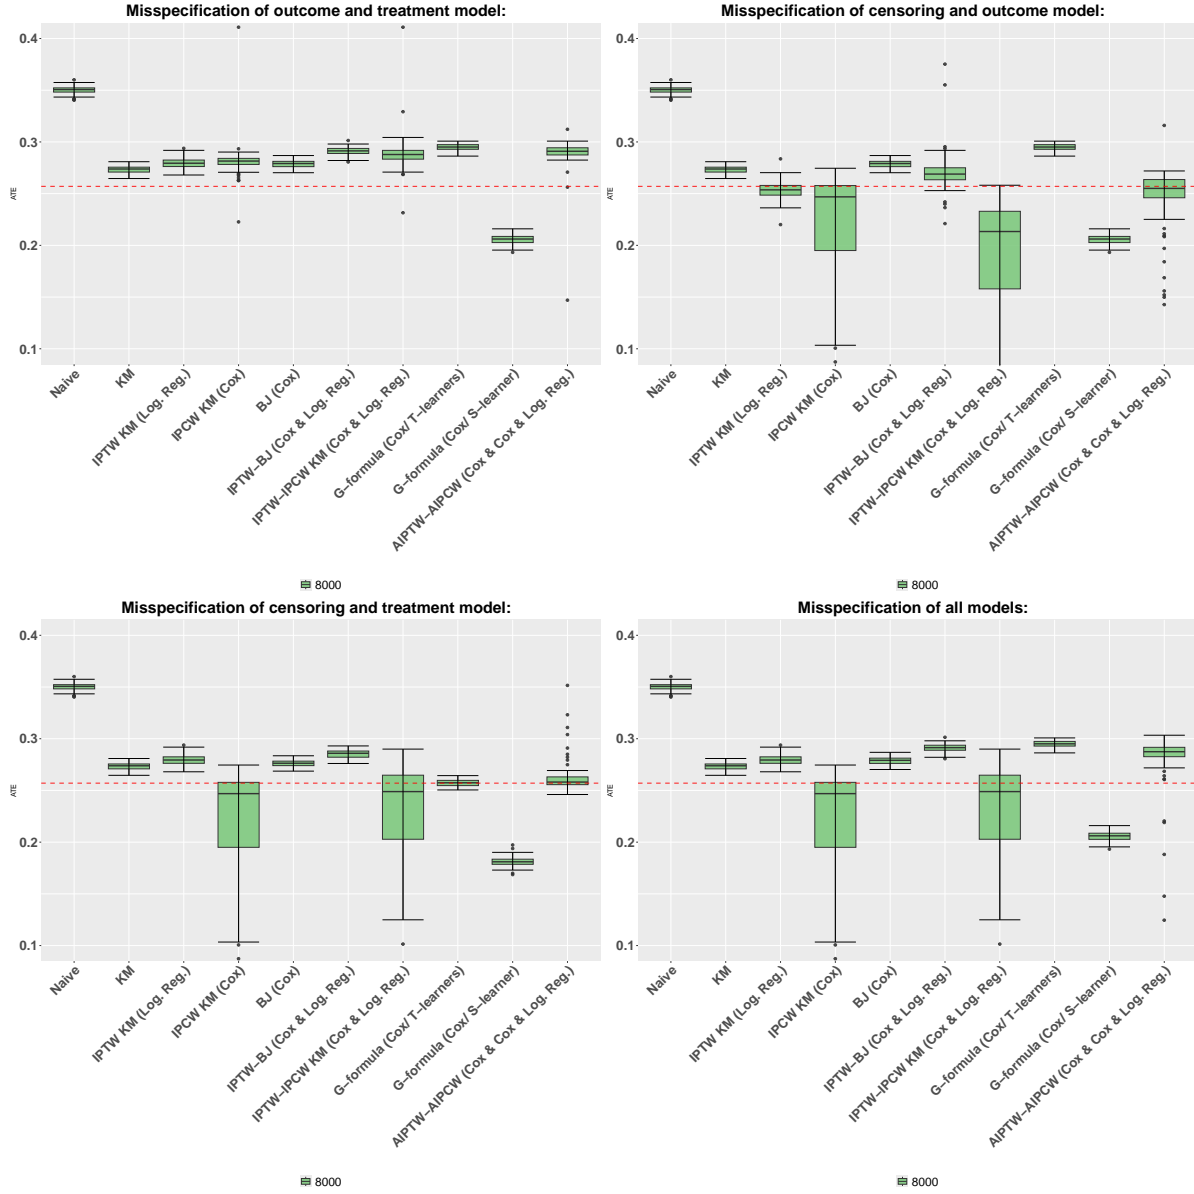 Misspecification of outcome and treatment model:
0.4
0.3
0.2
0.1
ATE
Naive
KM
IPTW KM (Log. Reg.)
IPCW KM (Cox)
BJ (Cox)
IPTW−BJ (Cox & Log. Reg.)
IPTW−IPCW KM (Cox & Log. Reg.)
G−formula (Cox/ T−learners)
G−formula (Cox/ S−learner)
AIPTW−AIPCW (Cox & Cox & Log. Reg.)
8000
Misspecification of censoring and outcome model:
0.4
0.3
0.2
0.1
ATE
Naive
KM
IPTW KM (Log. Reg.)
IPCW KM (Cox)
BJ (Cox)
IPTW−BJ (Cox & Log. Reg.)
IPTW−IPCW KM (Cox & Log. Reg.)
G−formula (Cox/ T−learners)
G−formula (Cox/ S−learner)
AIPTW−AIPCW (Cox & Cox & Log. Reg.)
8000
Misspecification of censoring and treatment model:
0.4
0.3
0.2
0.1
ATE
Naive
KM
IPTW KM (Log. Reg.)
IPCW KM (Cox)
BJ (Cox)
IPTW−BJ (Cox & Log. Reg.)
IPTW−IPCW KM (Cox & Log. Reg.)
G−formula (Cox/ T−learners)
G−formula (Cox/ S−learner)
AIPTW−AIPCW (Cox & Cox & Log. Reg.)
8000
Misspecification of all models:
0.4
0.3
0.2
0.1
ATE
Naive
KM
IPTW KM (Log. Reg.)
IPCW KM (Cox)
BJ (Cox)
IPTW−BJ (Cox & Log. Reg.)
IPTW−IPCW KM (Cox & Log. Reg.)
G−formula (Cox/ T−learners)
G−formula (Cox/ S−learner)
AIPTW−AIPCW (Cox & Cox & Log. Reg.)
8000